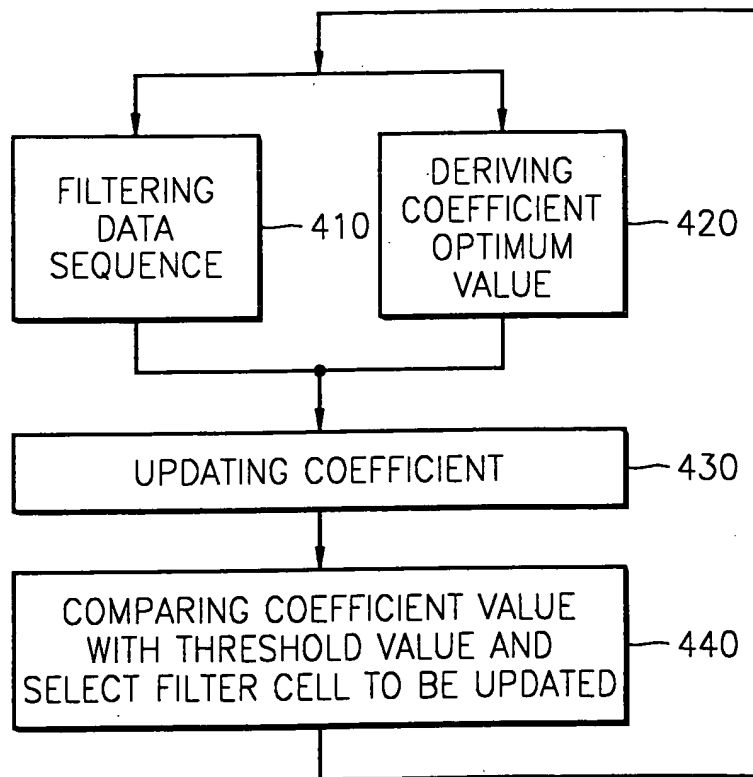 FILTERING
DATA
SEQUENCE
410
DERIVING
COEFFICIENT
OPTIMUM
VALUE
420
UPDATING COEFFICIENT
430
COMPARING COEFFICIENT VALUE
WITH THRESHOLD VALUE AND
SELECT FILTER CELL TO BE UPDATED
440